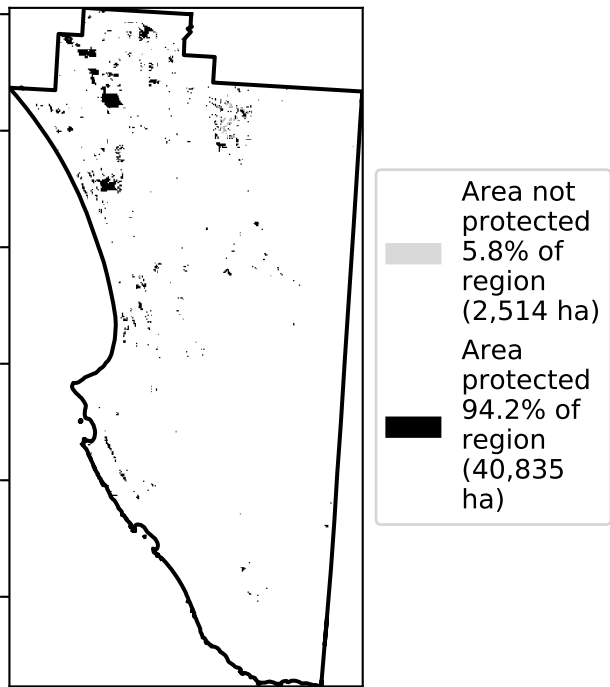 Area not
protected
5.8% of
region
(2,514 ha)
Area
protected
94.2% of
region
(40,835
ha)